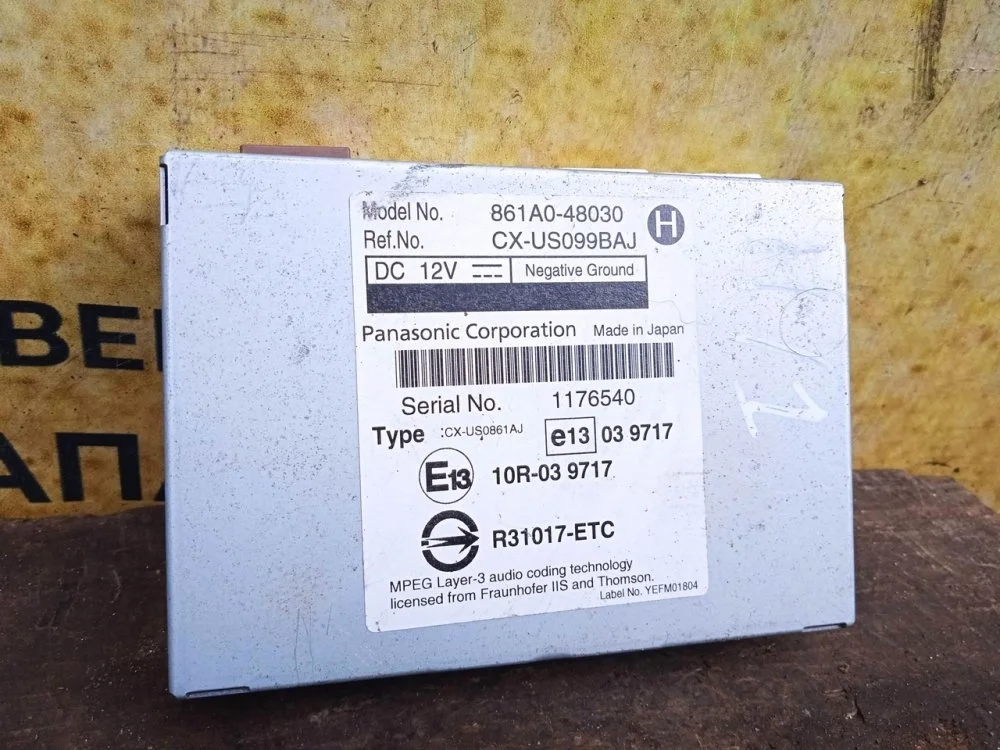 Model No. 861A0-48030 H
Ref.No. CX-US099BAJ
DC 12V Negative Ground
Panasonic Corporation Made in Japan
Serial No. 1176540
Type :CX-US0861AJ e13 03 9717
E13 10R-03 9717
R31017-ETC
MPEG Layer-3 audio coding technology
licensed from Fraunhofer IIS and Thomson.
Label No. YEFM01804
ВЕ
АП